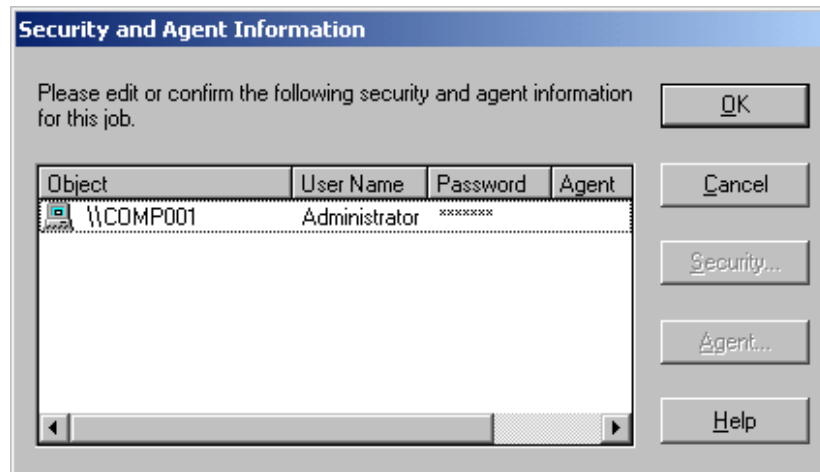 Security and Agent Information
Please edit or confirm the following security and agent information
for this job.
OK
Object User Name Password Agent
Cancel
\\COMP001 Administrator *******
Security...
Agent...
Help